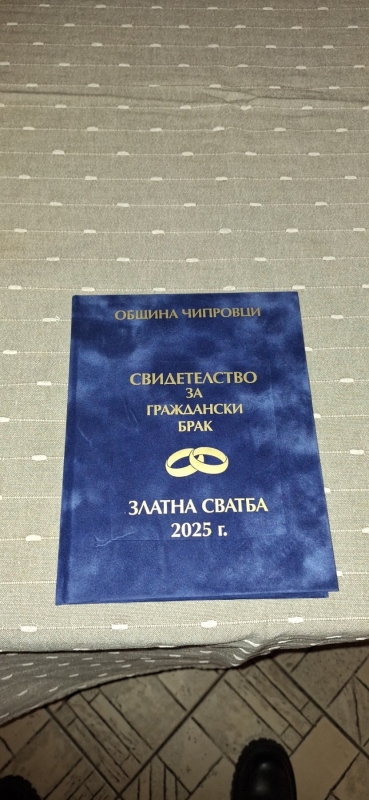 ОБЩИНА ЧИПРОВЦИ
СВИДЕТЕЛСТВО
ЗА
ГРАЖДАНСКИ
БРАК
ЗЛАТНА СВАТБА
2025 г.